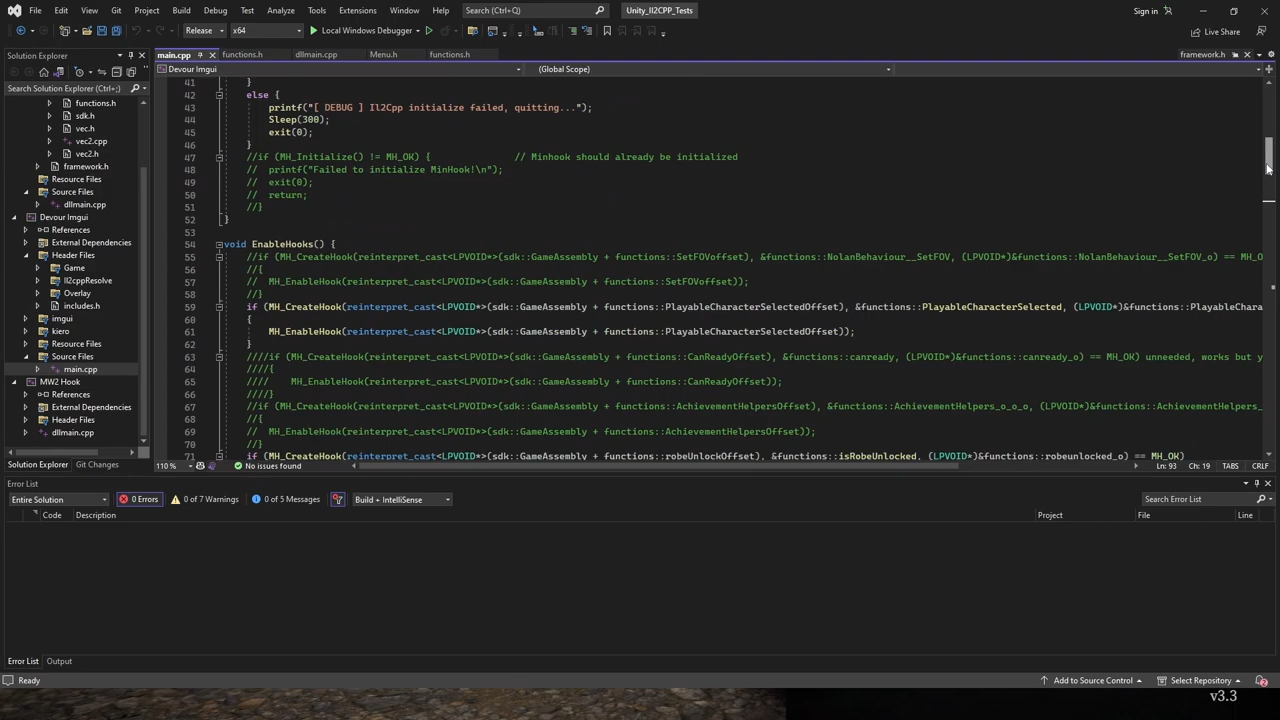 File Edit View Git Project Build Debug Test Analyze Tools Extensions Window Help Search (Ctrl+Q) Unity_Il2CPP_Tests Sign in
Release x64 Local Windows Debugger Live Share
Solution Explorer
main.cpp functions.h dllmain.cpp Menu.h functions.h framework.h
Devour Imgui (Global Scope)
Search Solution Explorer (Ctrl+;)
functions.h
sdk.h
vec.h
vec2.cpp
vec2.h
framework.h
Resource Files
Source Files
dllmain.cpp
Devour Imgui
References
External Dependencies
Header Files
Game
Il2cppResolve
Overlay
includes.h
imgui
kiero
Resource Files
Source Files
main.cpp
MW2 Hook
References
External Dependencies
Header Files
dllmain.cpp
Solution Explorer Git Changes
41 }
42 else {
43 printf("[ DEBUG ] Il2Cpp initialize failed, quitting...");
44 Sleep(300);
45 exit(0);
46 }
47 //if (MH_Initialize() != MH_OK) { // Minhook should already be initialized
48 // printf("Failed to initialize MinHook!\n");
49 // exit(0);
50 // return;
51 //}
52 }
53
54 void EnableHooks() {
55 //if (MH_CreateHook(reinterpret_cast<LPVOID*>(sdk::GameAssembly + functions::SetFOVoffset), &functions::NolanBehaviour__SetFOV, (LPVOID*)&functions::NolanBehaviour__SetFOV_o) == MH_O
56 //{
57 // MH_EnableHook(reinterpret_cast<LPVOID*>(sdk::GameAssembly + functions::SetFOVoffset));
58 //}
59 if (MH_CreateHook(reinterpret_cast<LPVOID*>(sdk::GameAssembly + functions::PlayableCharacterSelectedOffset), &functions::PlayableCharacterSelected, (LPVOID*)&functions::PlayableChara
60 {
61 MH_EnableHook(reinterpret_cast<LPVOID*>(sdk::GameAssembly + functions::PlayableCharacterSelectedOffset));
62 }
63 ////if (MH_CreateHook(reinterpret_cast<LPVOID*>(sdk::GameAssembly + functions::CanReadyOffset), &functions::canready, (LPVOID*)&functions::canready_o) == MH_OK) unneeded, works but y
64 ////{
65 //// MH_EnableHook(reinterpret_cast<LPVOID*>(sdk::GameAssembly + functions::CanReadyOffset));
66 ////}
67 //if (MH_CreateHook(reinterpret_cast<LPVOID*>(sdk::GameAssembly + functions::AchievementHelpersOffset), &functions::AchievementHelpers_o_o_o, (LPVOID*)&functions::AchievementHelpers_
68 //{
69 // MH_EnableHook(reinterpret_cast<LPVOID*>(sdk::GameAssembly + functions::AchievementHelpersOffset));
70 //}
71 if (MH_CreateHook(reinterpret_cast<LPVOID*>(sdk::GameAssembly + functions::robeUnlockOffset), &functions::isRobeUnlocked, (LPVOID*)&functions::robeunlocked_o) == MH_OK)
110 % No issues found Ln: 93 Ch: 19 TABS CRLF
Error List
Entire Solution 0 Errors 0 of 7 Warnings 0 of 5 Messages Build + IntelliSense Search Error List
Code Description Project File Line
Error List Output
Ready Add to Source Control Select Repository 2
v3.3